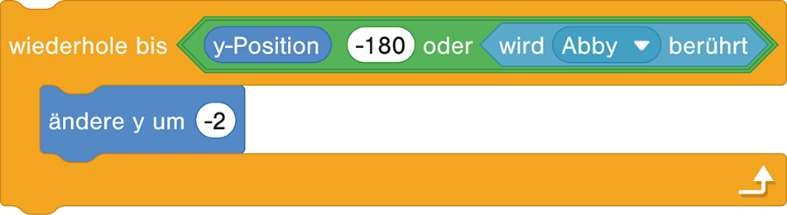 wiederhole bis y-Position -180 oder wird Abby berührt
ändere y um -2